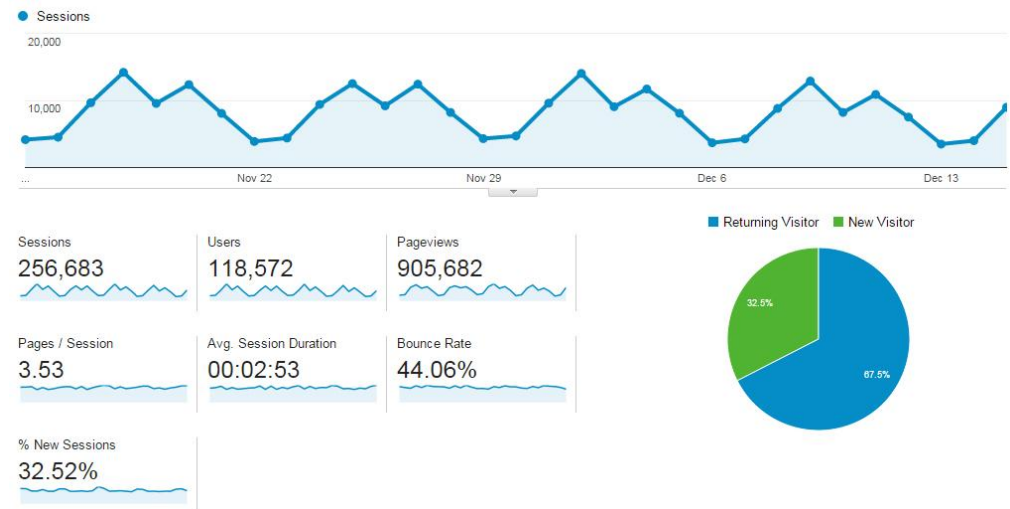 Sessions
20,000
10,000
...
Nov 22
Nov 29
Dec 6
Dec 13
Returning Visitor
New Visitor
Sessions
256,683
Users
118,572
Pageviews
905,682
Pages / Session
3.53
Avg. Session Duration
00:02:53
Bounce Rate
44.06%
% New Sessions
32.52%
32.5%
67.5%